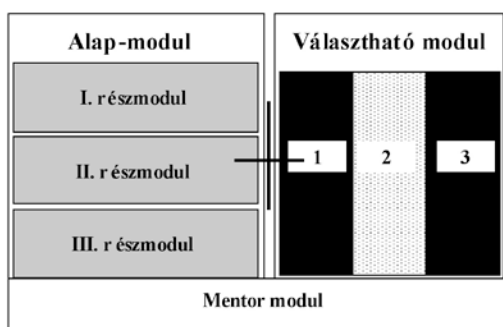 Alap-modul
I. részmodul
II. részmodul
III. részmodul
Választható modul
1 2 3
Mentor modul